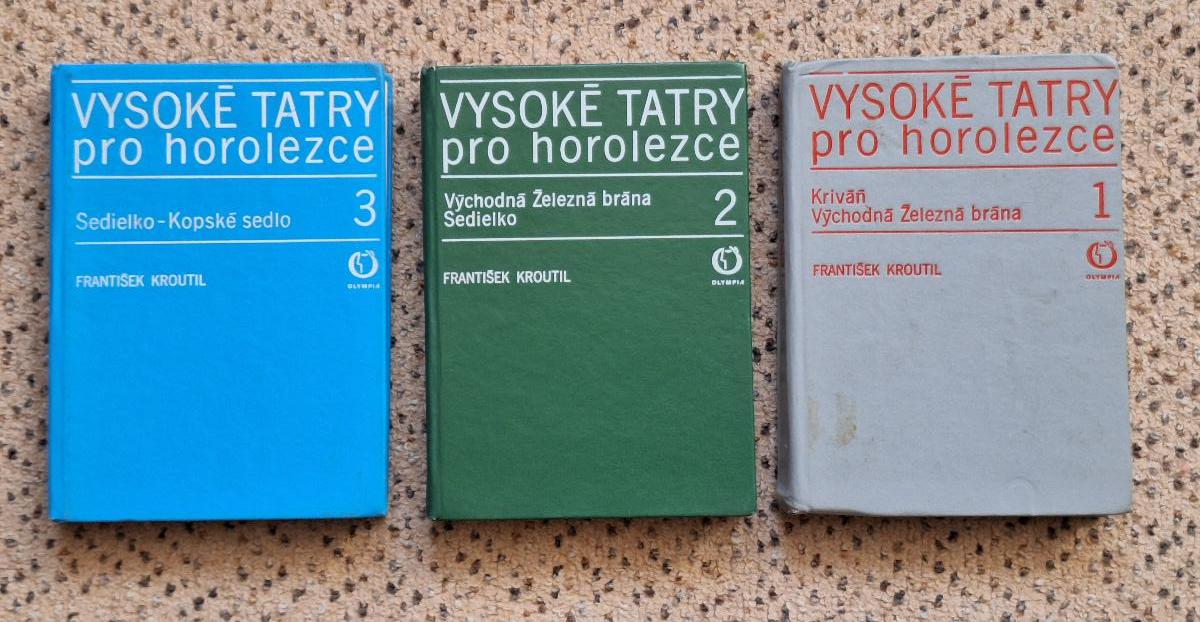 VYSOKÉ TATRY
pro horolezce
Sedielko-Kopské sedlo
3
FRANTIŠEK KROUTIL
OLYMPIA
VYSOKÉ TATRY
pro horolezce
Východná Železná brána
Sedielko
2
FRANTIŠEK KROUTIL
OLYMPIA
VYSOKÉ TATRY
pro horolezce
Kriváň
Východná Železná brána
1
FRANTIŠEK KROUTIL
OLYMPIA